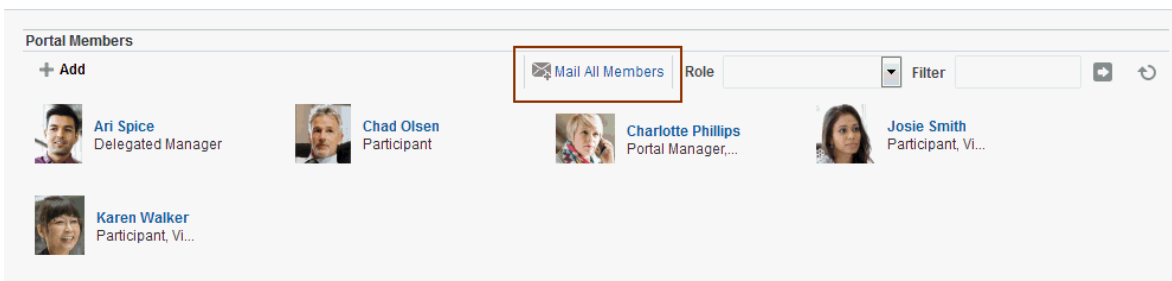 Portal Members
Add
Mail All Members
Role
Filter
Ari Spice
Delegated Manager
Chad Olsen
Participant
Charlotte Phillips
Portal Manager,...
Josie Smith
Participant, Vi...
Karen Walker
Participant, Vi...